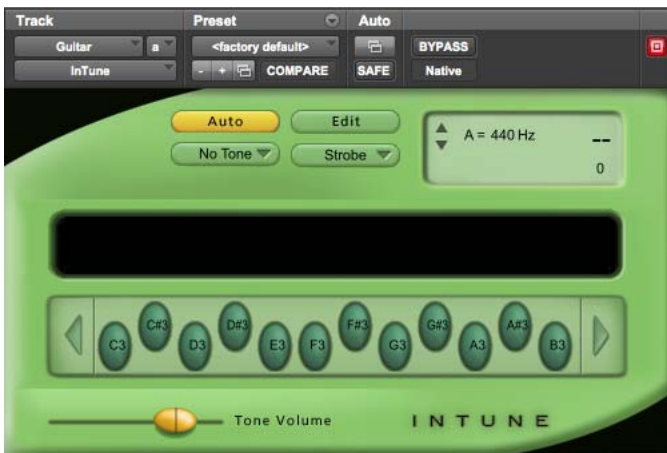 Track Preset Auto
Guitar a <factory default> BYPASS
InTune - + COMPARE SAFE Native
Auto Edit
A = 440 Hz --
No Tone Strobe
0
C#3 D#3 F#3 G#3 A#3
C3 D3 E3 F3 G3 A3 B3
Tone Volume INTUNE